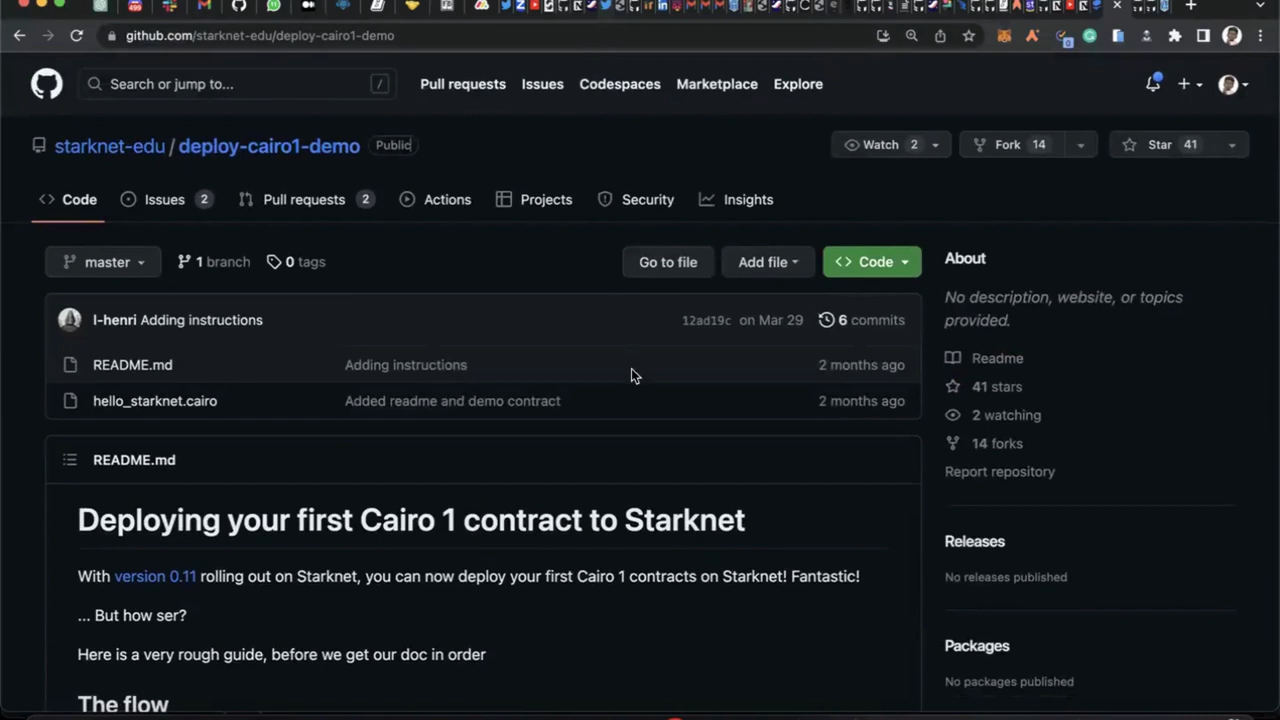 github.com/starknet-edu/deploy-cairo1-demo
Search or jump to... /
Pull requests Issues Codespaces Marketplace Explore
starknet-edu / deploy-cairo1-demo Public
Watch 2 Fork 14 Star 41
Code Issues 2 Pull requests 2 Actions Projects Security Insights
master 1 branch 0 tags Go to file Add file Code
l-henri Adding instructions 12ad19c on Mar 29 6 commits
README.md Adding instructions 2 months ago
hello_starknet.cairo Added readme and demo contract 2 months ago
README.md
Deploying your first Cairo 1 contract to Starknet
With version 0.11 rolling out on Starknet, you can now deploy your first Cairo 1 contracts on Starknet! Fantastic!
... But how ser?
Here is a very rough guide, before we get our doc in order
The flow
About
No description, website, or topics
provided.
Readme
41 stars
2 watching
14 forks
Report repository
Releases
No releases published
Packages
No packages published